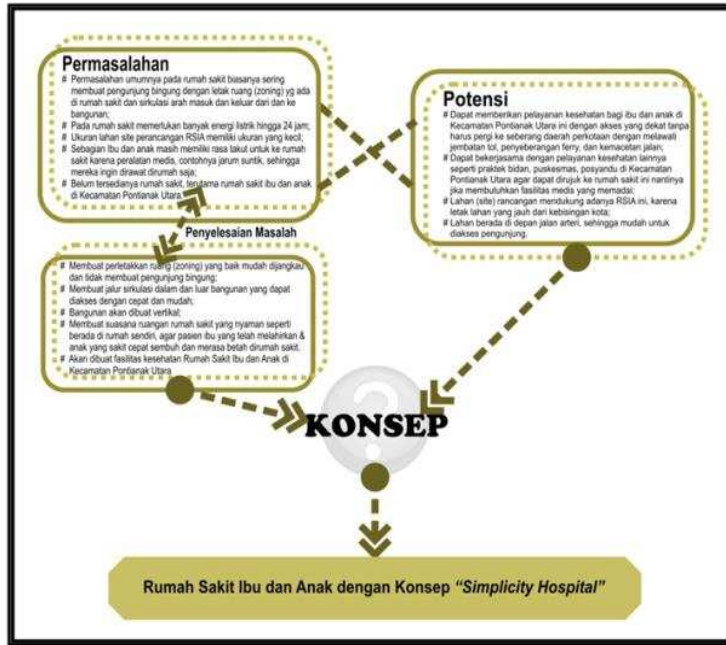 Permasalahan
# Permasalahan umumnya pada rumah sakit biasanya sering
membuat pengunjung bingung dengan letak ruang (zoning) yg ada
di rumah sakit dan sirkulasi arah masuk dan keluar dari dan ke
bangunan;
# Pada rumah sakit memerlukan banyak energi listrik hingga 24 jam;
# Ukuran lahan site perancangan RSIA memiliki ukuran yang kecil;
# Sebagian Ibu dan anak masih memiliki rasa takut untuk ke rumah
sakit karena peralatan medis, contohnya jarum suntik, sehingga
mereka ingin dirawat dirumah saja;
# Belum tersedianya rumah sakit, terutama rumah sakit ibu dan anak
di Kecamatan Pontianak Utara.
Potensi
# Dapat memberikan pelayanan kesehatan bagi ibu dan anak di
Kecamatan Pontianak Utara ini dengan akses yang dekat tanpa
harus pergi ke seberang daerah perkotaan dengan melawati
jembatan tol, penyeberangan ferry, dan kemacetan jalan;
# Dapat bekerjasama dengan pelayanan kesehatan lainnya
seperti praktek bidan, puskesmas, posyandu di Kecamatan
Pontianak Utara agar dapat dirujuk ke rumah sakit ini nantinya
jika membutuhkan fasilitas medis yang memadai;
# Lahan (site) rancangan mendukung adanya RSIA ini, karena
letak lahan yang jauh dari kebisingan kota;
# Lahan berada di depan jalan arteri, sehingga mudah untuk
diakses pengunjung.
Penyelesaian Masalah
# Membuat perletakkan ruang (zoning) yang baik mudah dijangkau
dan tidak membuat pengunjung bingung;
# Membuat jalur sirkulasi dalam dan luar bangunan yang dapat
diakses dengan cepat dan mudah;
# Bangunan akan dibuat vertikal;
# Membuat suasana ruangan rumah sakit yang nyaman seperti
berada di rumah sendiri, agar pasien ibu yang telah melahirkan &
anak yang sakit cepat sembuh dan merasa betah dirumah sakit.
# Akan dibuat fasilitas kesehatan Rumah Sakit Ibu dan Anak di
Kecamatan Pontianak Utara
?
KONSEP
Rumah Sakit Ibu dan Anak dengan Konsep “Simplicity Hospital”